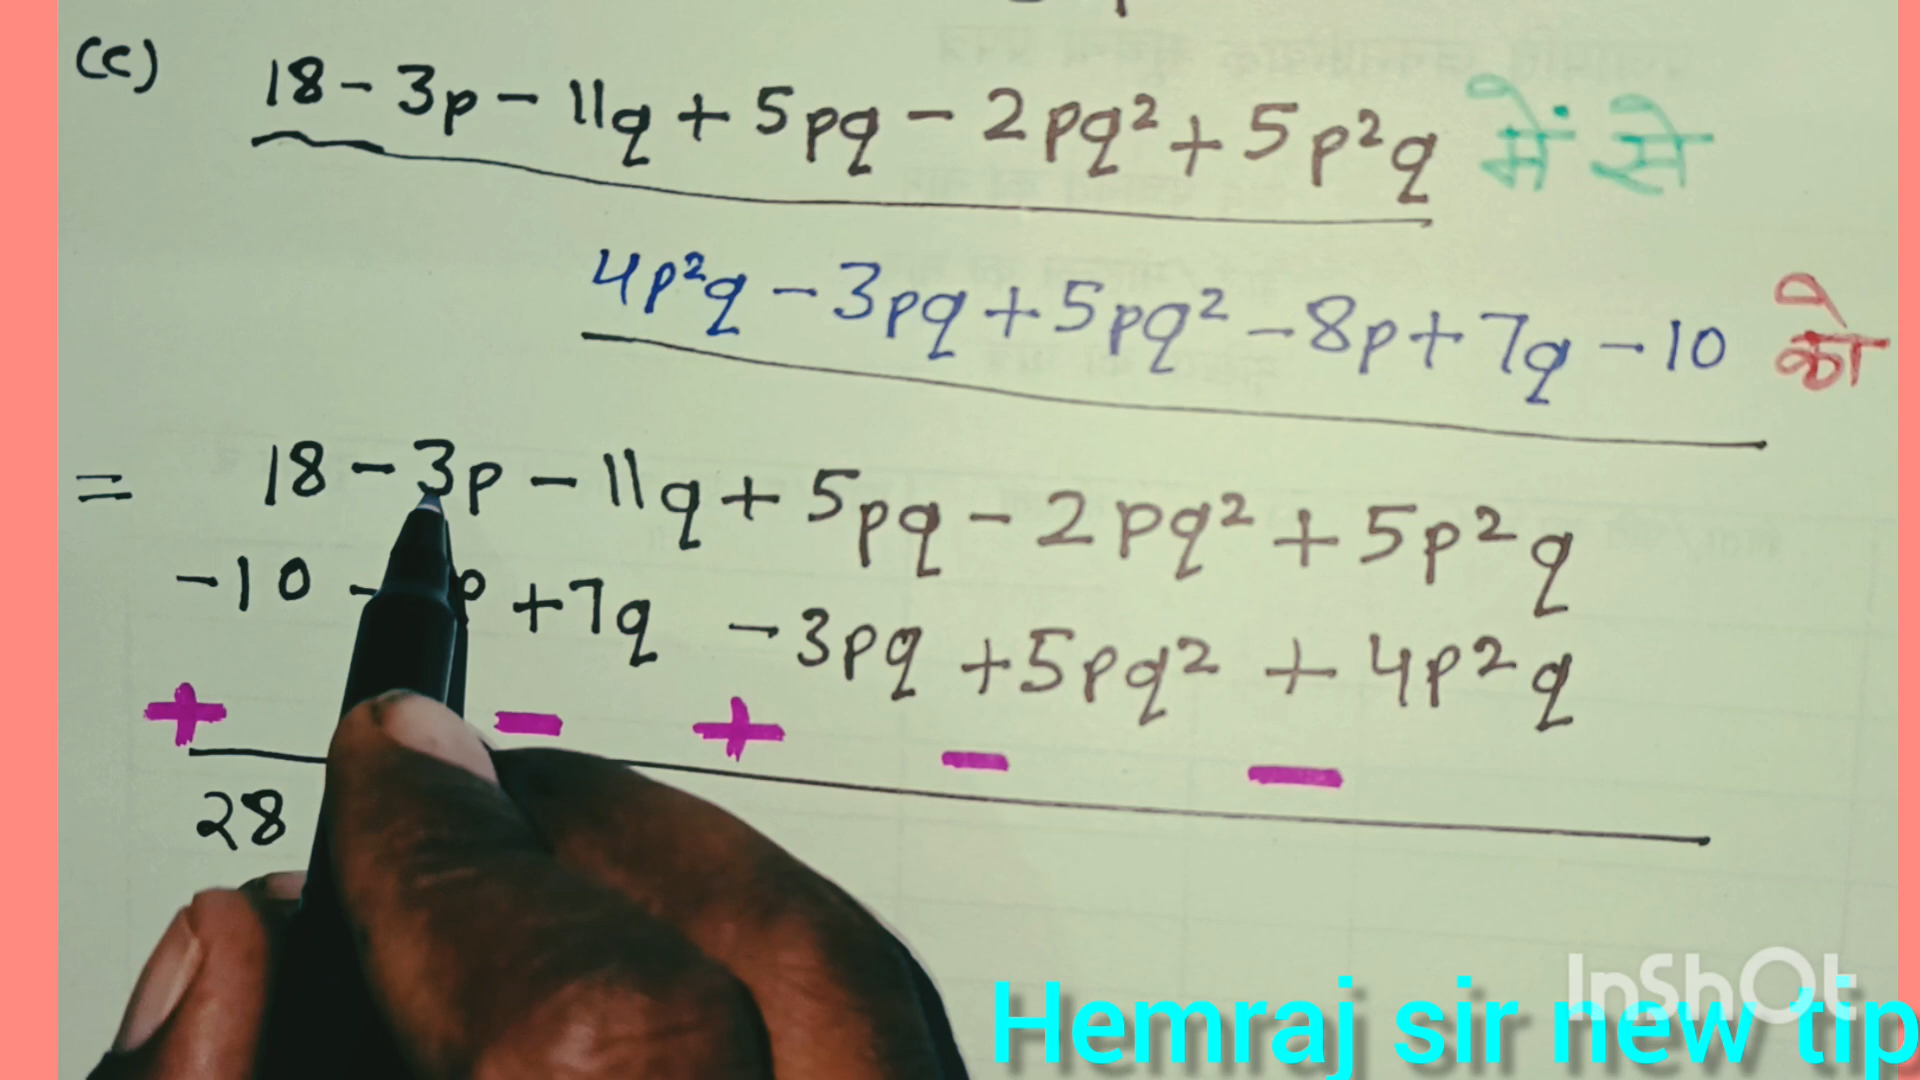 (c) 18 - 3p - 11q + 5pq - 2pq² + 5p²q में से
4p²q - 3pq + 5pq² - 8p + 7q - 10 को
= 18 - 3p - 11q + 5pq - 2pq² + 5p²q
-10 - p + 7q - 3pq + 5pq² + 4p²q
+ - + - -
28
InShOt
Hemraj sir new tip